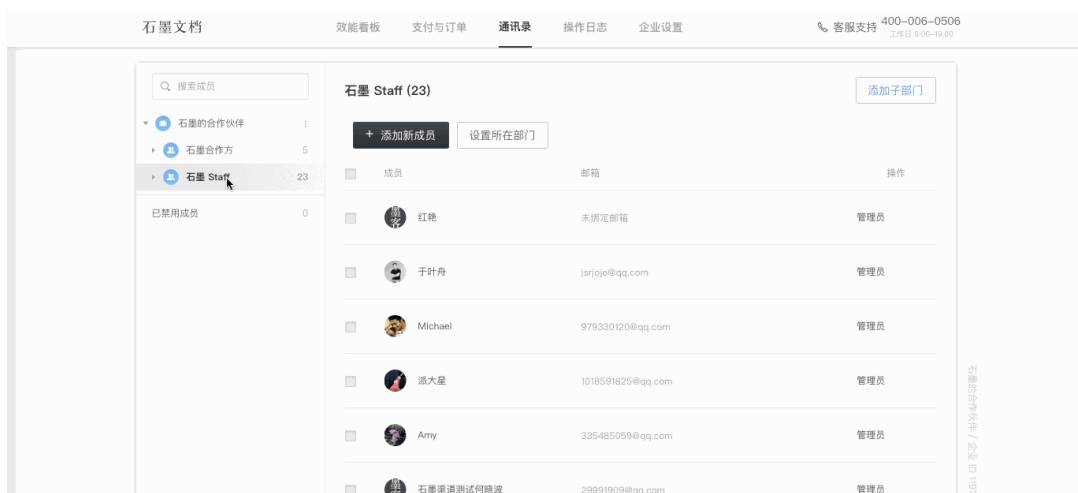 石墨文档
效能看板 支付与订单 通讯录 操作日志 企业设置
客服支持 400-006-0506
工作日 9:00-19:00
搜索成员
石墨的合作伙伴
石墨合作方 5
石墨 Staff 23
已禁用成员 0
石墨 Staff (23)
添加子部门
+ 添加新成员 设置所在部门
成员 邮箱 操作
红艳 未绑定邮箱 管理员
于叶舟 jsrjojo@qq.com 管理员
Michael 979330120@qq.com 管理员
派大星 1018591825@qq.com 管理员
Amy 335485059@qq.com 管理员
石墨渠道测试何晓波 29991909@qq.com 管理员
石墨的合作伙伴 / 企业 ID 1197